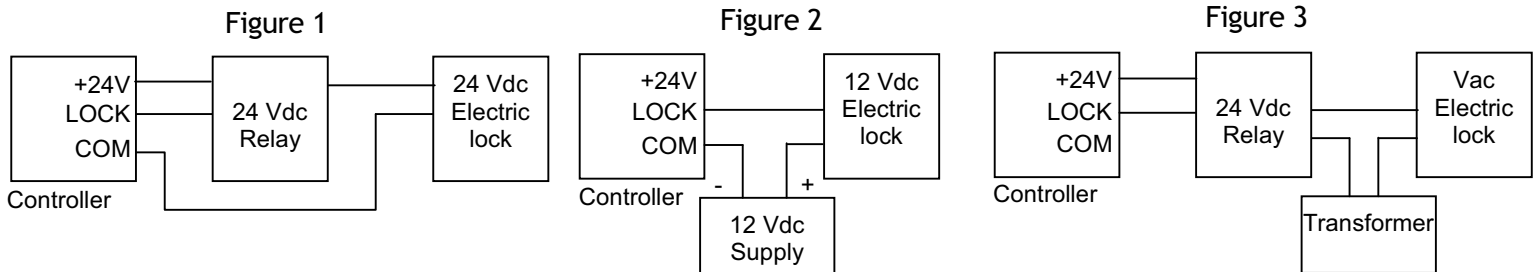 Figure 1
+24V
LOCK
COM
Controller
24 Vdc
Relay
24 Vdc
Electric
lock
Figure 2
+24V
LOCK
COM
Controller
12 Vdc
Electric
lock
-
+
12 Vdc
Supply
Figure 3
+24V
LOCK
COM
Controller
24 Vdc
Relay
Vac
Electric
lock
Transformer